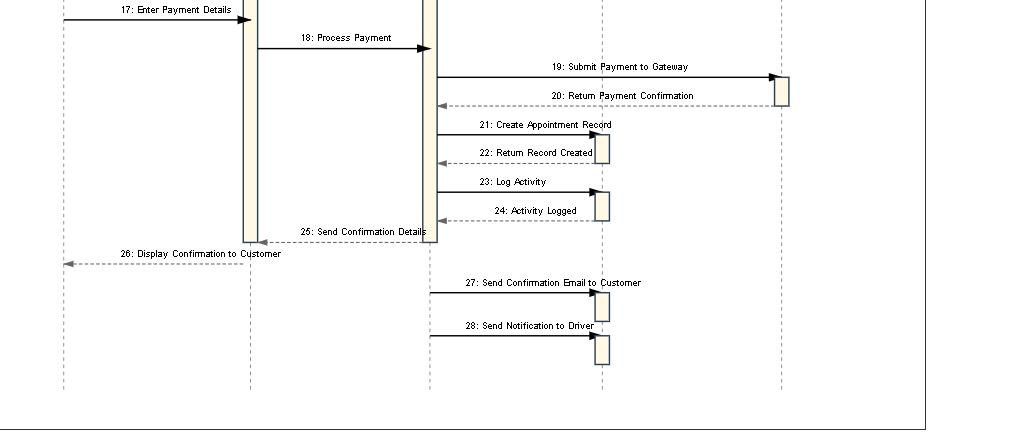 17: Enter Payment Details
18: Process Payment
19: Submit Payment to Gateway
20: Return Payment Confirmation
21: Create Appointment Record
22: Return Record Created
23: Log Activity
24: Activity Logged
25: Send Confirmation Details
26: Display Confirmation to Customer
27: Send Confirmation Email to Customer
28: Send Notification to Driver